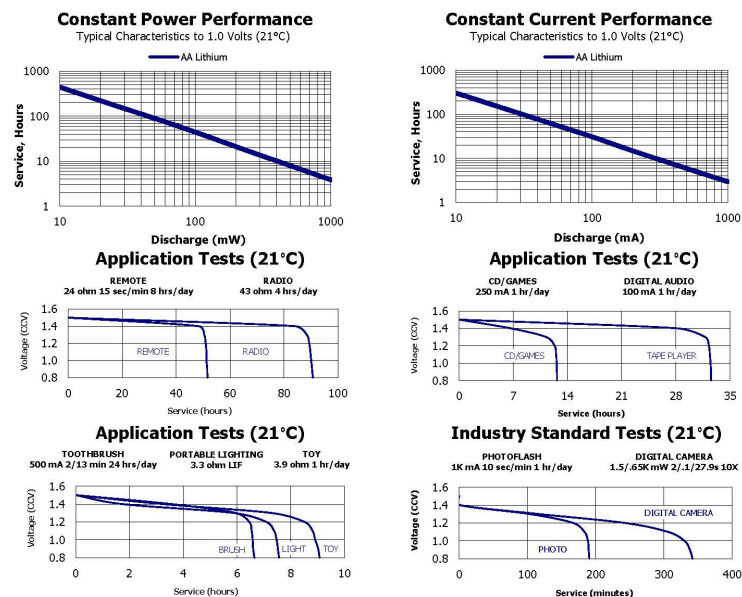 Constant Power Performance
Typical Characteristics to 1.0 Volts (21°C)
AA Lithium
Service, Hours
1000
100
10
1
10 100 1000
Discharge (mW)
Constant Current Performance
Typical Characteristics to 1.0 Volts (21°C)
AA Lithium
Service, Hours
1000
100
10
1
10 100 1000
Discharge (mA)
Application Tests (21°C)
REMOTE RADIO
24 ohm 15 sec/min 8 hrs/day 43 ohm 4 hrs/day
Voltage (CCV)
1.6
1.4
1.2
1.0
0.8
REMOTE RADIO
0 20 40 60 80 100
Service (hours)
Application Tests (21°C)
CD/GAMES DIGITAL AUDIO
250 mA 1 hr/day 100 mA 1 hr/day
Voltage (CCV)
1.6
1.4
1.2
1.0
0.8
CD/GAMES TAPE PLAYER
0 7 14 21 28 35
Service (hours)
Application Tests (21°C)
TOOTHBRUSH PORTABLE LIGHTING TOY
500 mA 2/13 min 24 hrs/day 3.3 ohm LIF 3.9 ohm 1 hr/day
Voltage (CCV)
1.6
1.4
1.2
1.0
0.8
BRUSH LIGHT TOY
0 2 4 6 8 10
Service (hours)
Industry Standard Tests (21°C)
PHOTOFLASH DIGITAL CAMERA
1K mA 10 sec/min 1 hr/day 1.5/.65K mW 2/.1/27.9s 10X
Voltage (CCV)
1.6
1.4
1.2
1.0
0.8
DIGITAL CAMERA
PHOTO
0 100 200 300 400
Service (minutes)